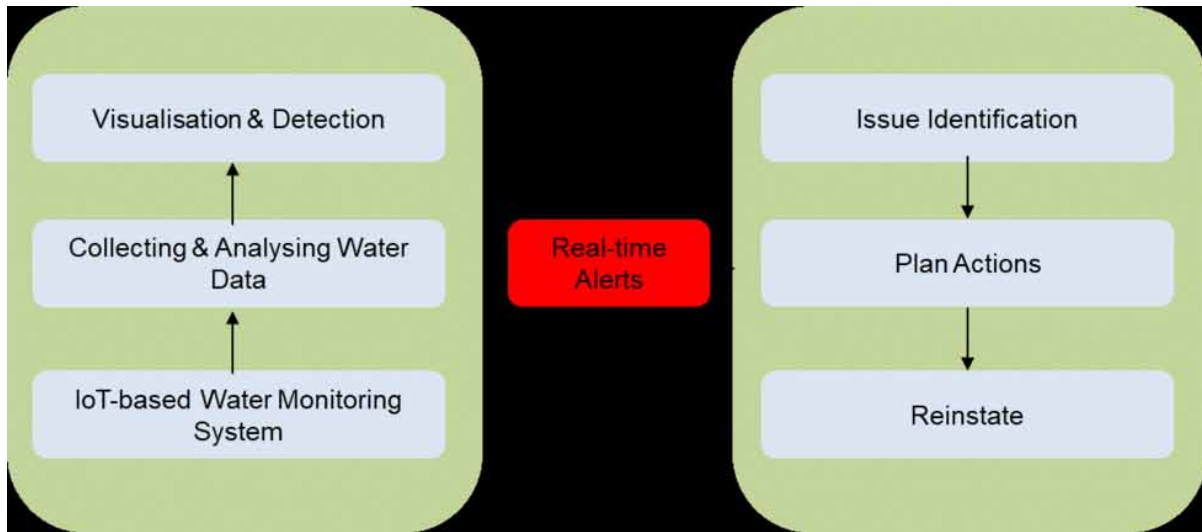 Visualisation & Detection
Collecting & Analysing Water
Data
IoT-based Water Monitoring
System
Real-time
Alerts
Issue Identification
Plan Actions
Reinstate